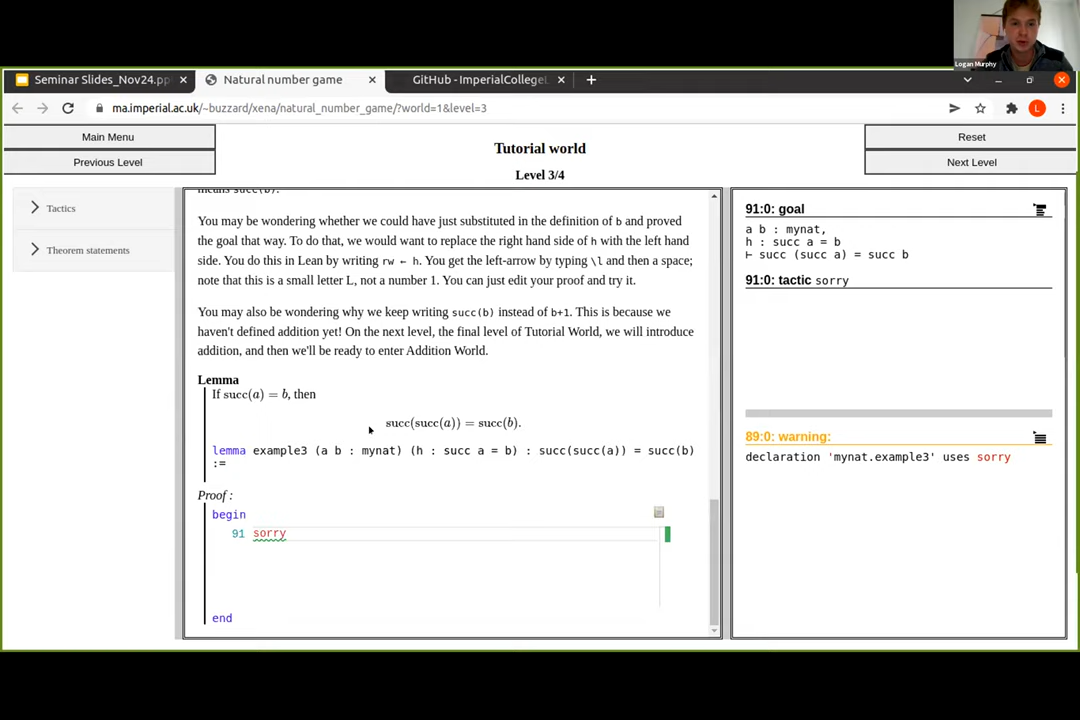 Logan Murphy
Seminar Slides_Nov24.pp
Natural number game
GitHub - ImperialCollegeL
ma.imperial.ac.uk/~buzzard/xena/natural_number_game/?world=1&level=3
L
Main Menu
Previous Level
Tutorial world
Level 3/4
Reset
Next Level
Tactics
Theorem statements
means succ(b).
You may be wondering whether we could have just substituted in the definition of b and proved
the goal that way. To do that, we would want to replace the right hand side of h with the left hand
side. You do this in Lean by writing rw ← h. You get the left-arrow by typing \l and then a space;
note that this is a small letter L, not a number 1. You can just edit your proof and try it.
You may also be wondering why we keep writing succ(b) instead of b+1. This is because we
haven't defined addition yet! On the next level, the final level of Tutorial World, we will introduce
addition, and then we'll be ready to enter Addition World.
Lemma
If succ(a) = b, then
succ(succ(a)) = succ(b).
lemma example3 (a b : mynat) (h : succ a = b) : succ(succ(a)) = succ(b)
:=
Proof :
begin
91 sorry
end
91:0: goal
a b : mynat,
h : succ a = b
⊢ succ (succ a) = succ b
91:0: tactic sorry
89:0: warning:
declaration 'mynat.example3' uses sorry